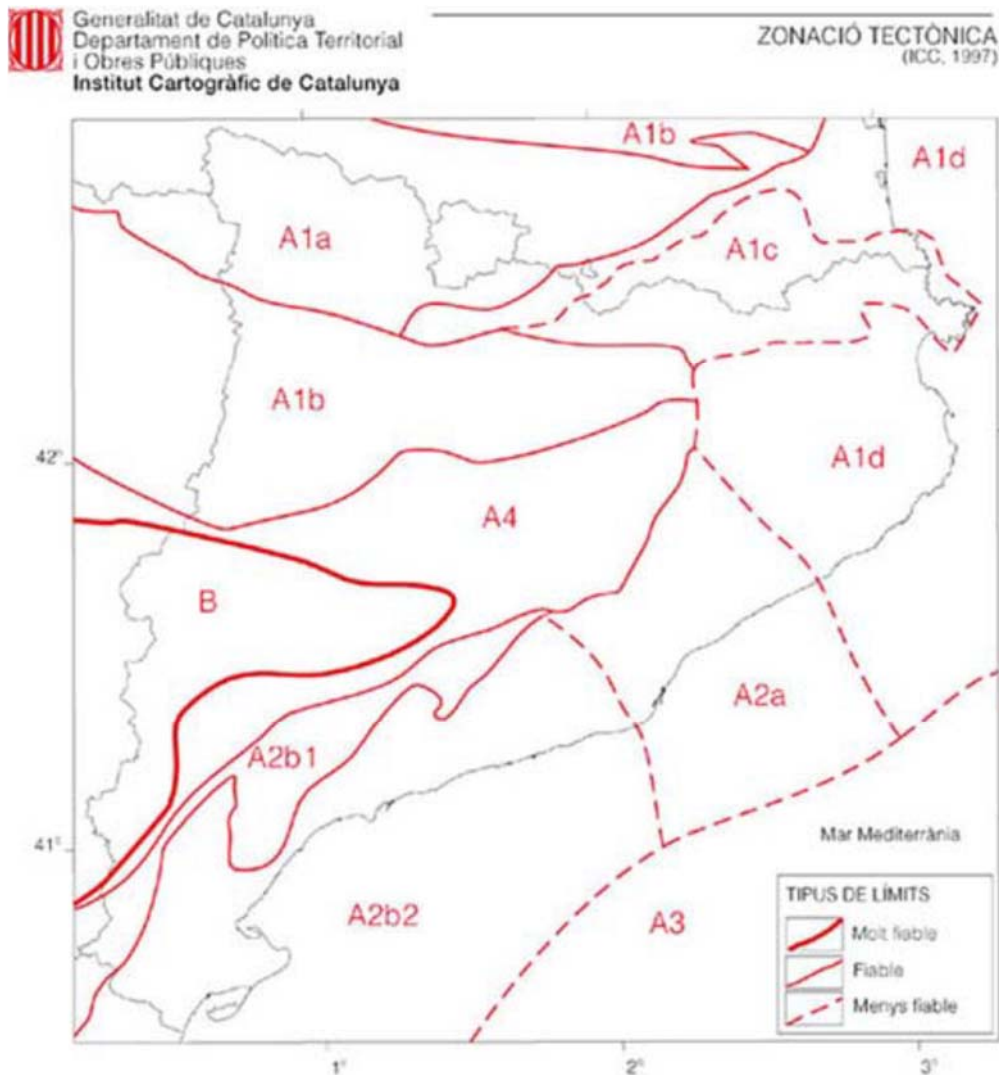 Generalitat de Catalunya
Departament de Política Territorial
i Obres Públiques
Institut Cartogràfic de Catalunya
ZONACIÓ TECTÒNICA
(ICC, 1997)
A1b
A1d
A1a
A1c
A1b
A1d
42°
A4
B
A2a
A2b1
41°
Mar Mediterrània
A2b2
A3
TIPUS DE LÍMITS
Molt fiable
Fiable
Menys fiable
1°
2°
3°